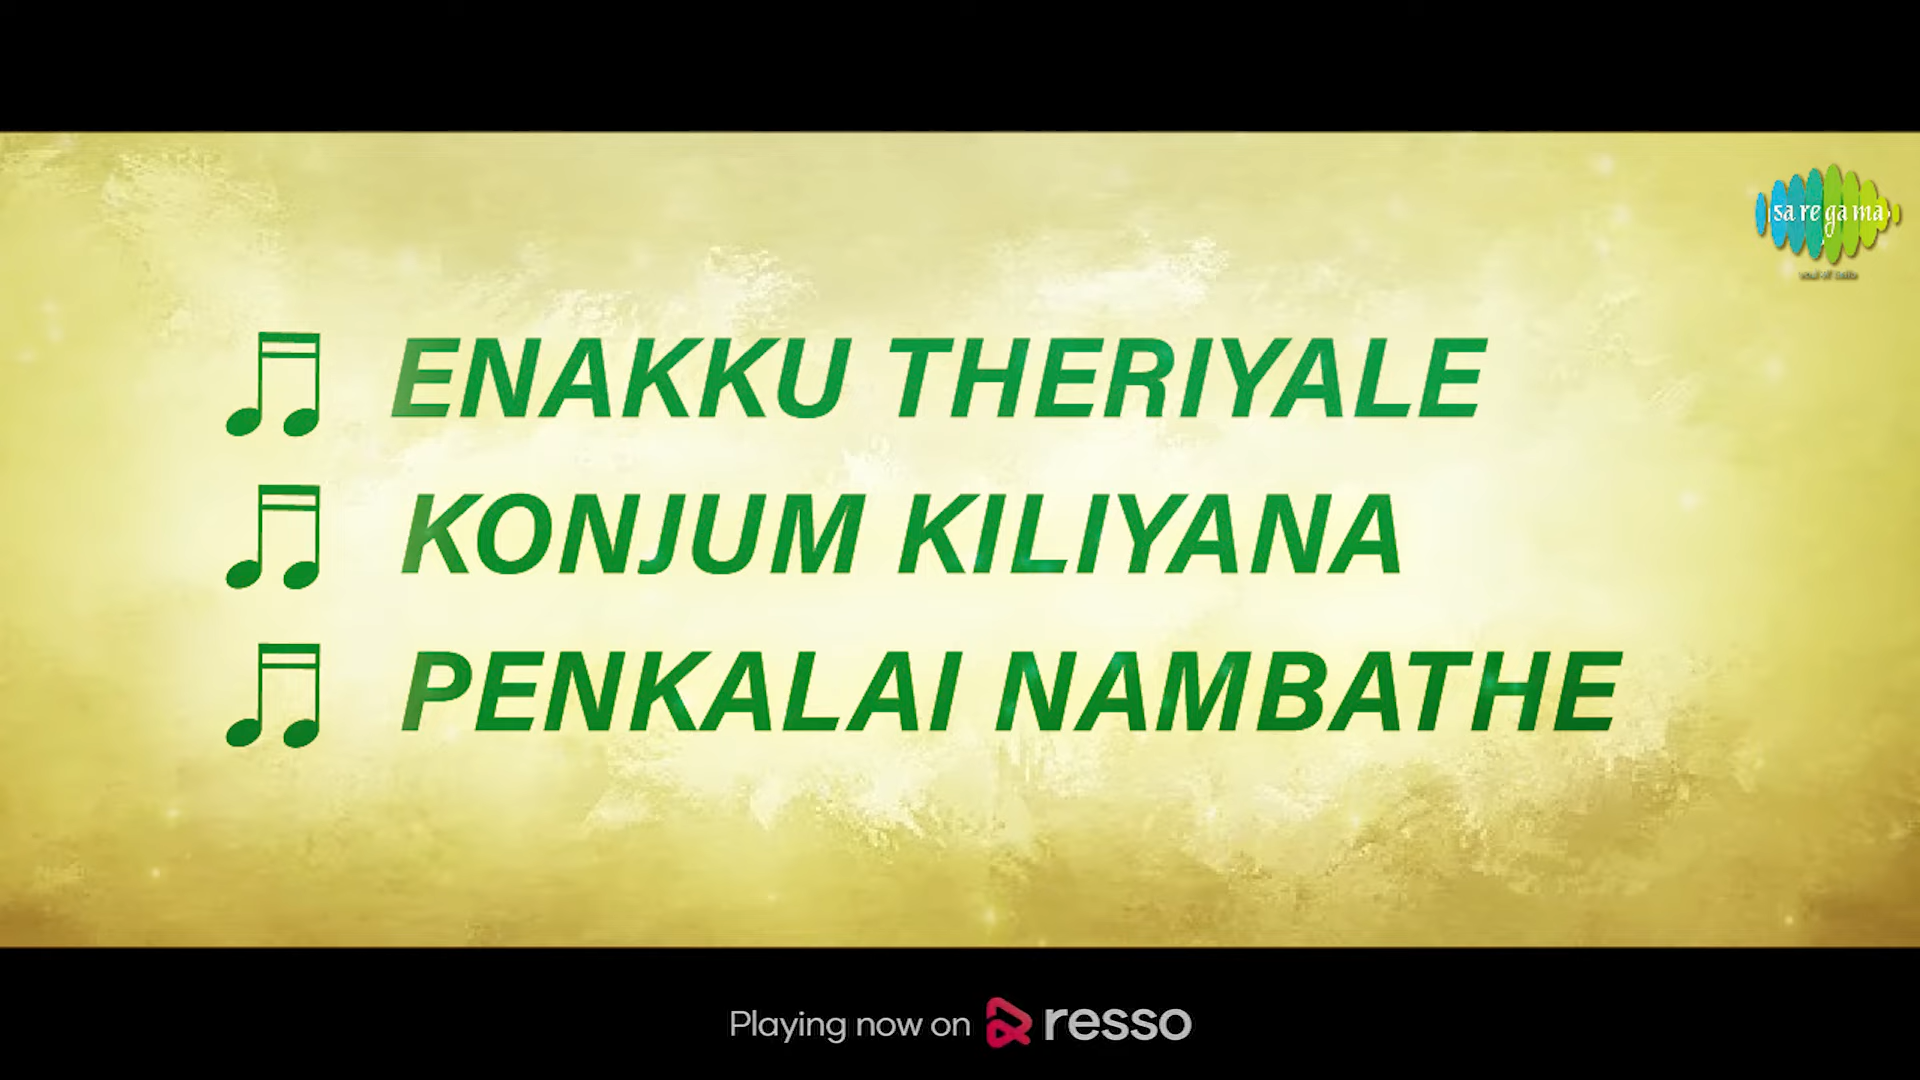 sa re ga ma
ENAKKU THERIYALE
KONJUM KILIYANA
PENKALAI NAMBATHE
Playing now on resso